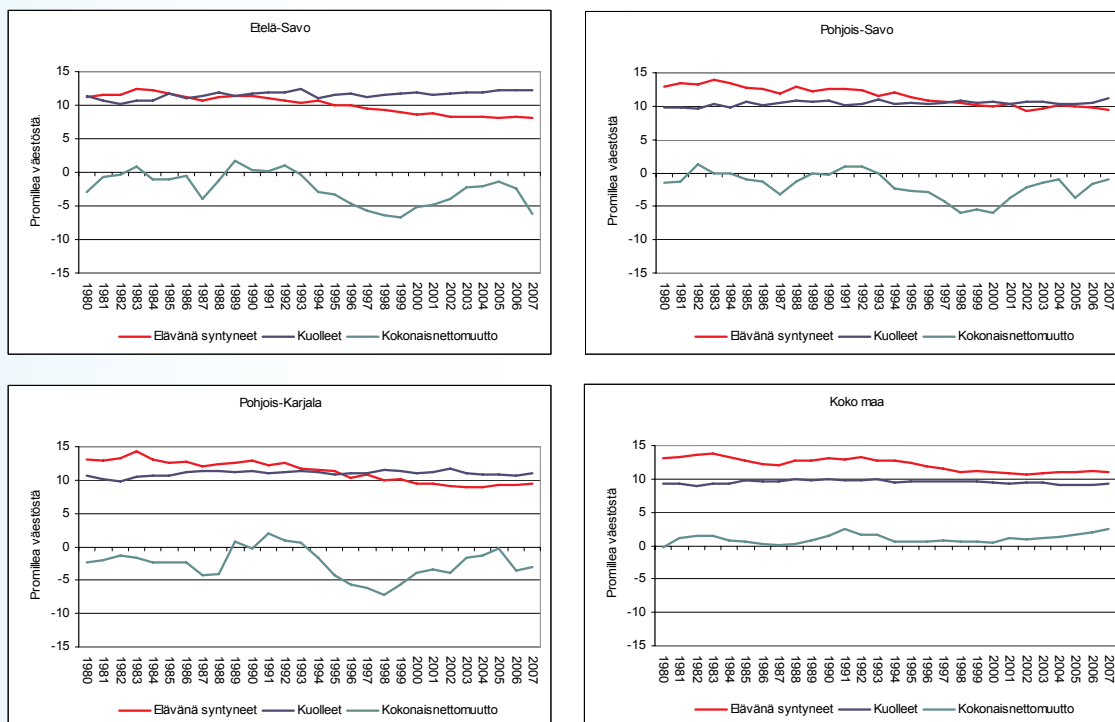 Etelä-Savo
Promillea väestöstä.
15
10
5
0
-5
-10
-15
1980 1981 1982 1983 1984 1985 1986 1987 1988 1989 1990 1991 1992 1993 1994 1995 1996 1997 1998 1999 2000 2001 2002 2003 2004 2005 2006 2007
Elävänä syntyneet Kuolleet Kokonaisnettomuutto
Pohjois-Savo
Promillea väestöstä
15
10
5
0
-5
-10
-15
1980 1981 1982 1983 1984 1985 1986 1987 1988 1989 1990 1991 1992 1993 1994 1995 1996 1997 1998 1999 2000 2001 2002 2003 2004 2005 2006 2007
Elävänä syntyneet Kuolleet Kokonaisnettomuutto
Pohjois-Karjala
Promillea väestöstä
15
10
5
0
-5
-10
-15
1980 1981 1982 1983 1984 1985 1986 1987 1988 1989 1990 1991 1992 1993 1994 1995 1996 1997 1998 1999 2000 2001 2002 2003 2004 2005 2006 2007
Elävänä syntyneet Kuolleet Kokonaisnettomuutto
Koko maa
Promillea väestöstä
15
10
5
0
-5
-10
-15
1980 1981 1982 1983 1984 1985 1986 1987 1988 1989 1990 1991 1992 1993 1994 1995 1996 1997 1998 1999 2000 2001 2002 2003 2004 2005 2006 2007
Elävänä syntyneet Kuolleet Kokonaisnettomuutto